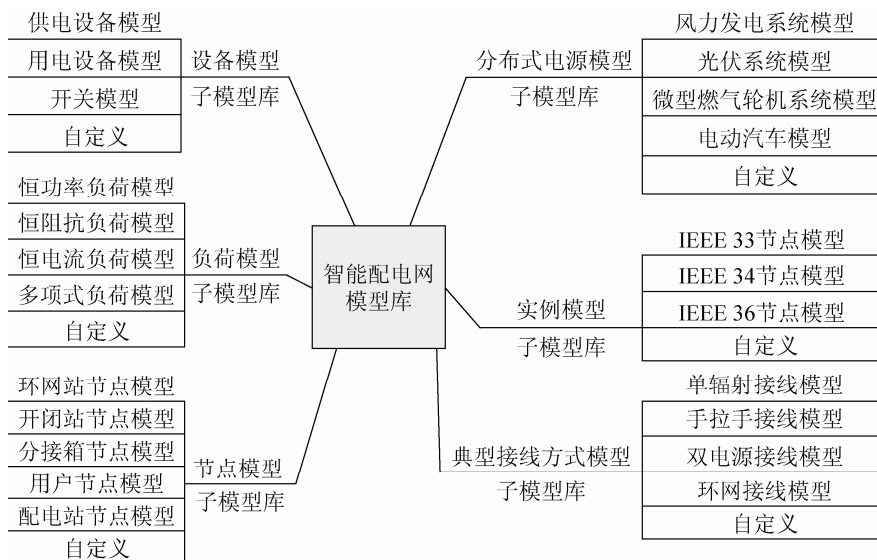 供电设备模型
用电设备模型
开关模型
自定义
设备模型
子模型库
恒功率负荷模型
恒阻抗负荷模型
恒电流负荷模型
多项式负荷模型
自定义
负荷模型
子模型库
环网站节点模型
开闭站节点模型
分接箱节点模型
用户节点模型
配电站节点模型
自定义
节点模型
子模型库
智能配电网
模型库
分布式电源模型
子模型库
风力发电系统模型
光伏系统模型
微型燃气轮机系统模型
电动汽车模型
自定义
实例模型
子模型库
IEEE 33节点模型
IEEE 34节点模型
IEEE 36节点模型
自定义
典型接线方式模型
子模型库
单辐射接线模型
手拉手接线模型
双电源接线模型
环网接线模型
自定义